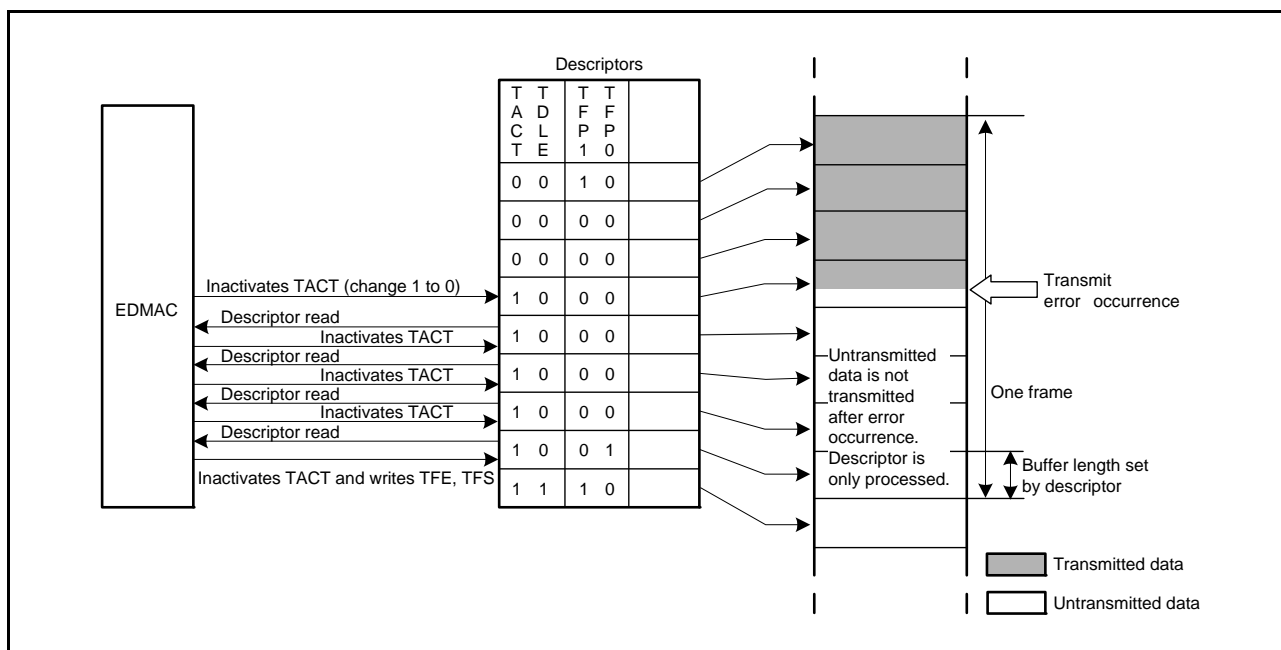 Descriptors
TACT TDLE TFP1 TFP0
0 0 1 0
0 0 0 0
0 0 0 0
1 0 0 0
1 0 0 0
1 0 0 0
1 0 0 0
1 0 0 1
1 1 1 0
EDMAC
Inactivates TACT (change 1 to 0)
Descriptor read
Inactivates TACT
Descriptor read
Inactivates TACT
Descriptor read
Inactivates TACT
Descriptor read
Inactivates TACT and writes TFE, TFS
Untransmitted
data is not
transmitted
after error
occurrence.
Descriptor is
only processed.
Transmit
error occurrence
One frame
Buffer length set
by descriptor
Transmitted data
Untransmitted data